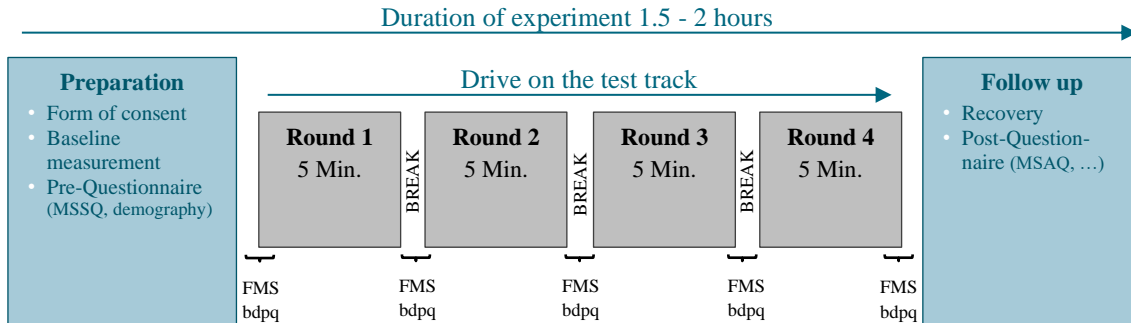 Duration of experiment 1.5 - 2 hours
Preparation
• Form of consent
• Baseline
measurement
• Pre-Questionnaire
(MSSQ, demography)
Drive on the test track
Round 1
5 Min.
BREAK
Round 2
5 Min.
BREAK
Round 3
5 Min.
BREAK
Round 4
5 Min.
FMS
bdpq
FMS
bdpq
FMS
bdpq
FMS
bdpq
FMS
bdpq
Follow up
• Recovery
• Post-Question-
naire (MSAQ, …)